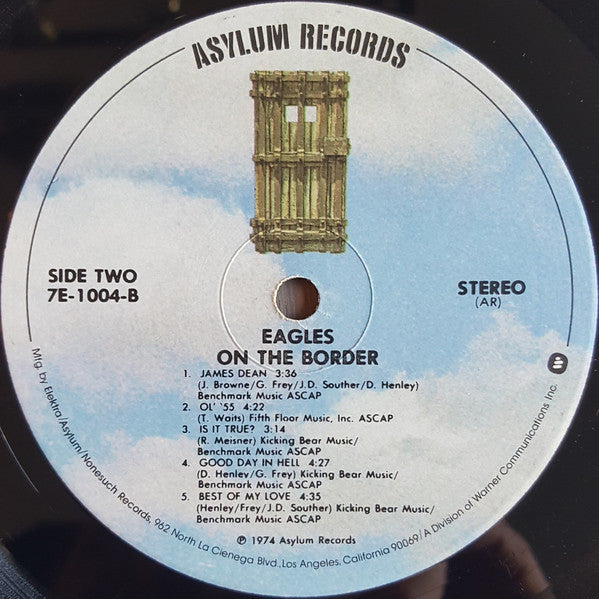 ASYLUM RECORDS
SIDE TWO
7E-1004-B
STEREO
(AR)
EAGLES
ON THE BORDER
1. JAMES DEAN 3:36
(J. Browne/G. Frey/J.D. Souther/D. Henley)
Benchmark Music ASCAP
2. OL' '55 4:22
(T. Waits) Fifth Floor Music, Inc. ASCAP
3. IS IT TRUE? 3:14
(R. Meisner) Kicking Bear Music/
Benchmark Music ASCAP
4. GOOD DAY IN HELL 4:27
(D. Henley/G. Frey) Kicking Bear Music/
Benchmark Music ASCAP
5. BEST OF MY LOVE 4:35
(Henley/Frey/J.D. Souther) Kicking Bear Music/
Benchmark Music ASCAP
℗ 1974 Asylum Records
Mfg. by Elektra/Asylum/Nonesuch Records, 962 North La Cienega Blvd., Los Angeles, California 90069/A Division of Warner Communications Inc.